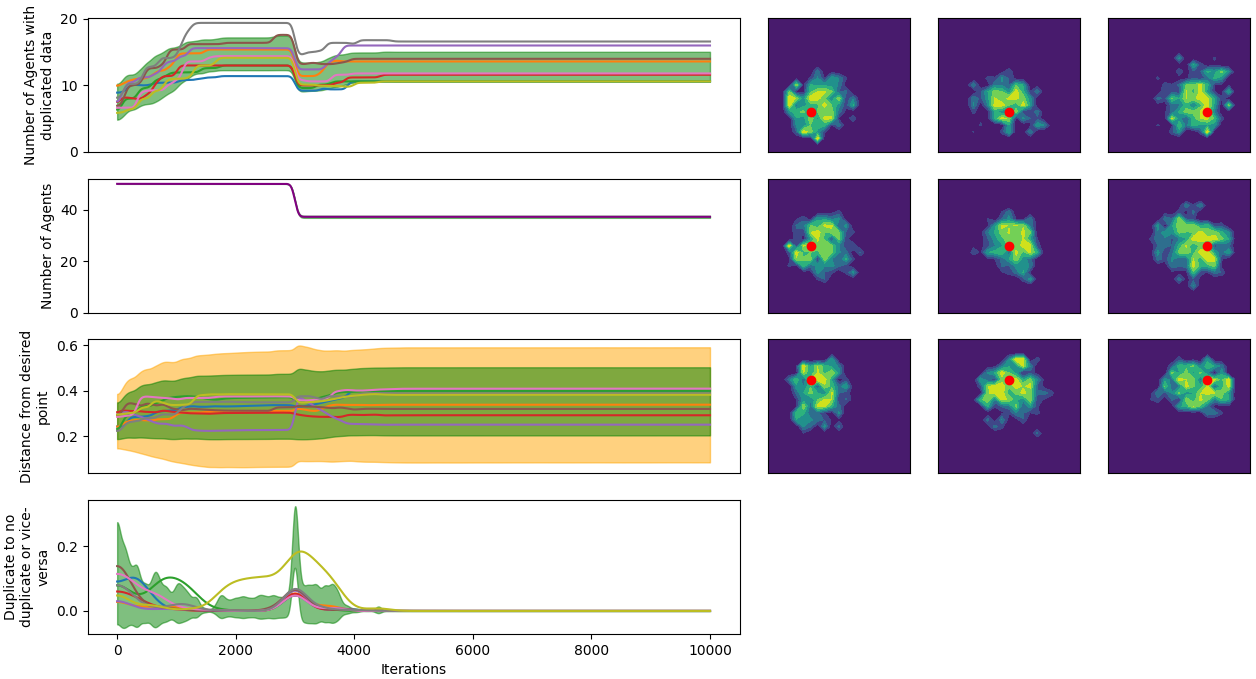 Number of Agents with
duplicated data
20
10
0
Number of Agents
40
20
0
Distance from desired
point
0.6
0.4
0.2
Duplicate to no
duplicate or vice-
versa
0.2
0.0
0
2000
4000
6000
8000
10000
Iterations